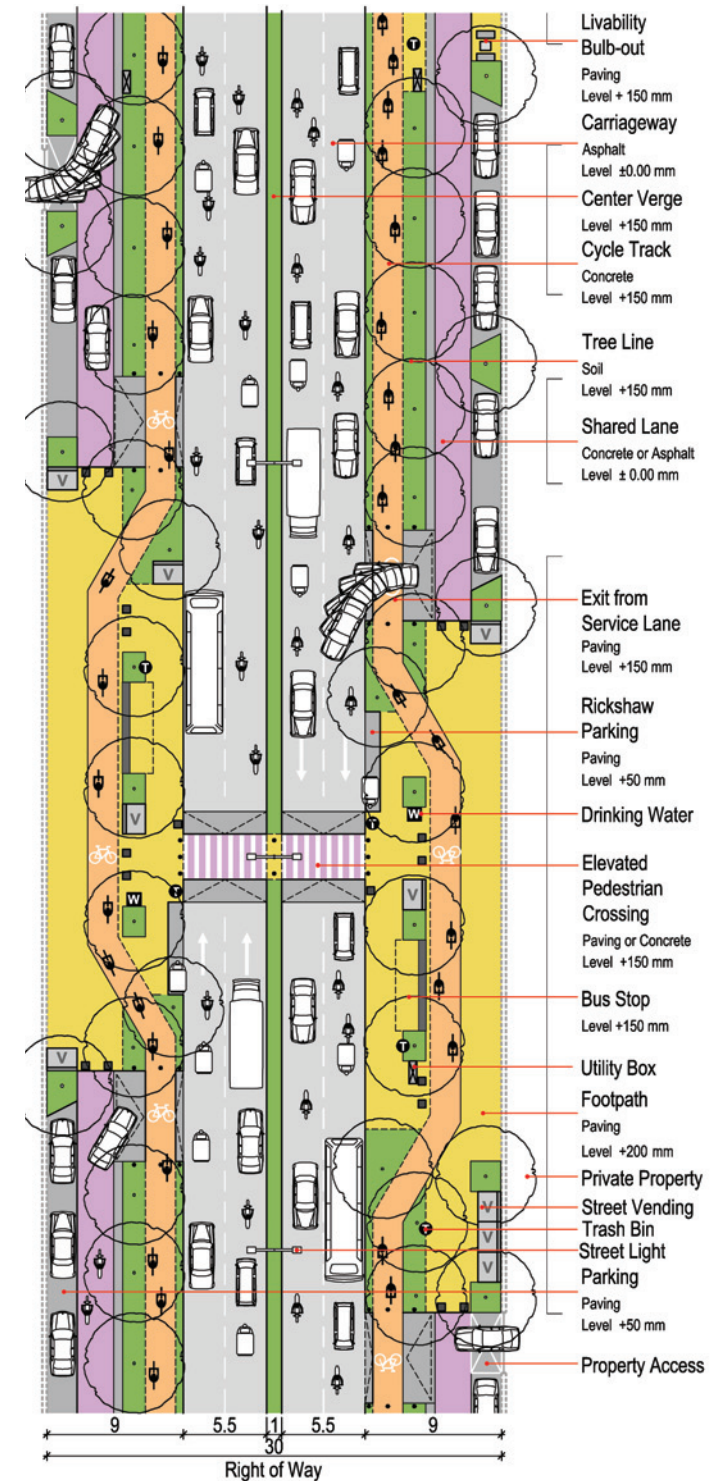 Livability
Bulb-out
Paving
Level + 150 mm
Carriageway
Asphalt
Level ±0.00 mm
Center Verge
Level +150 mm
Cycle Track
Concrete
Level +150 mm
Tree Line
Soil
Level +150 mm
Shared Lane
Concrete or Asphalt
Level ± 0.00 mm
Exit from
Service Lane
Paving
Level +150 mm
Rickshaw
Parking
Paving
Level +50 mm
Drinking Water
Elevated
Pedestrian
Crossing
Paving or Concrete
Level +150 mm
Bus Stop
Level +150 mm
Utility Box
Footpath
Paving
Level +200 mm
Private Property
Street Vending
Trash Bin
Street Light
Parking
Paving
Level +50 mm
Property Access
T
V
V
V
T
V
W
T
T
W
V
T
V
V
T
V
V
9 5.5 1 5.5 9
30
Right of Way